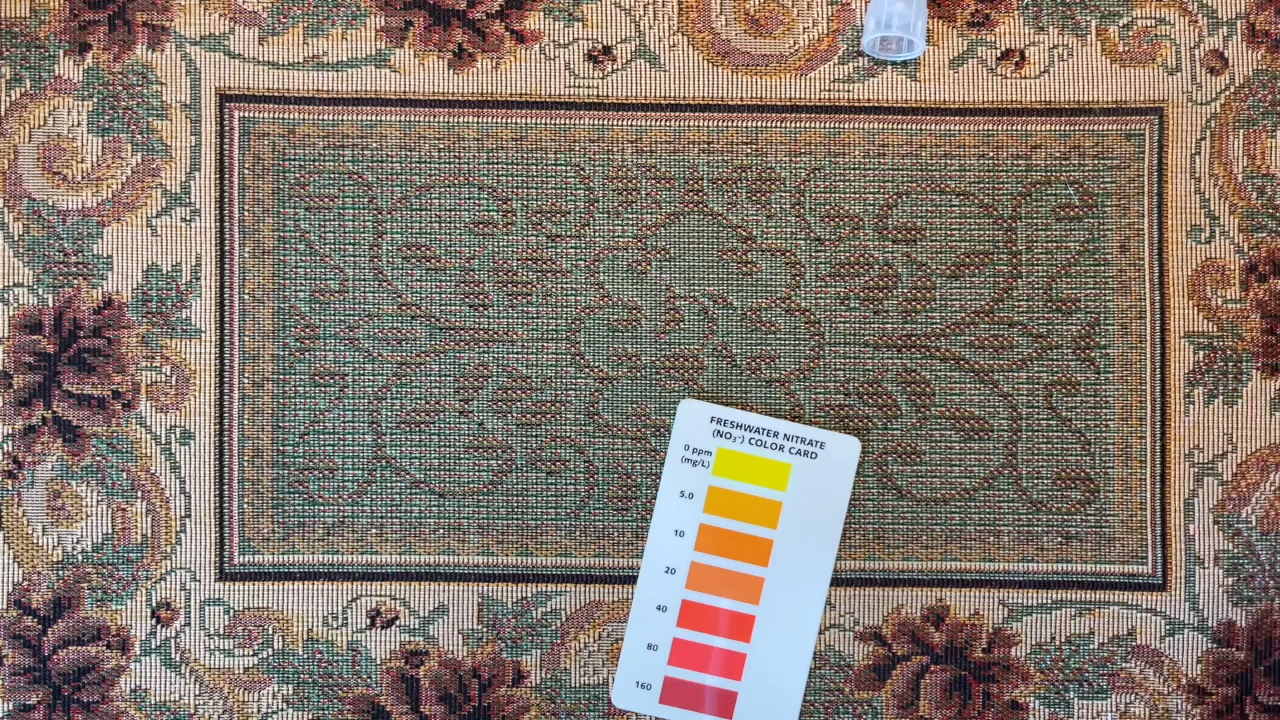 FRESHWATER NITRATE
(NO₃⁻) COLOR CARD
0 ppm
(mg/L)
5.0
10
20
40
80
160